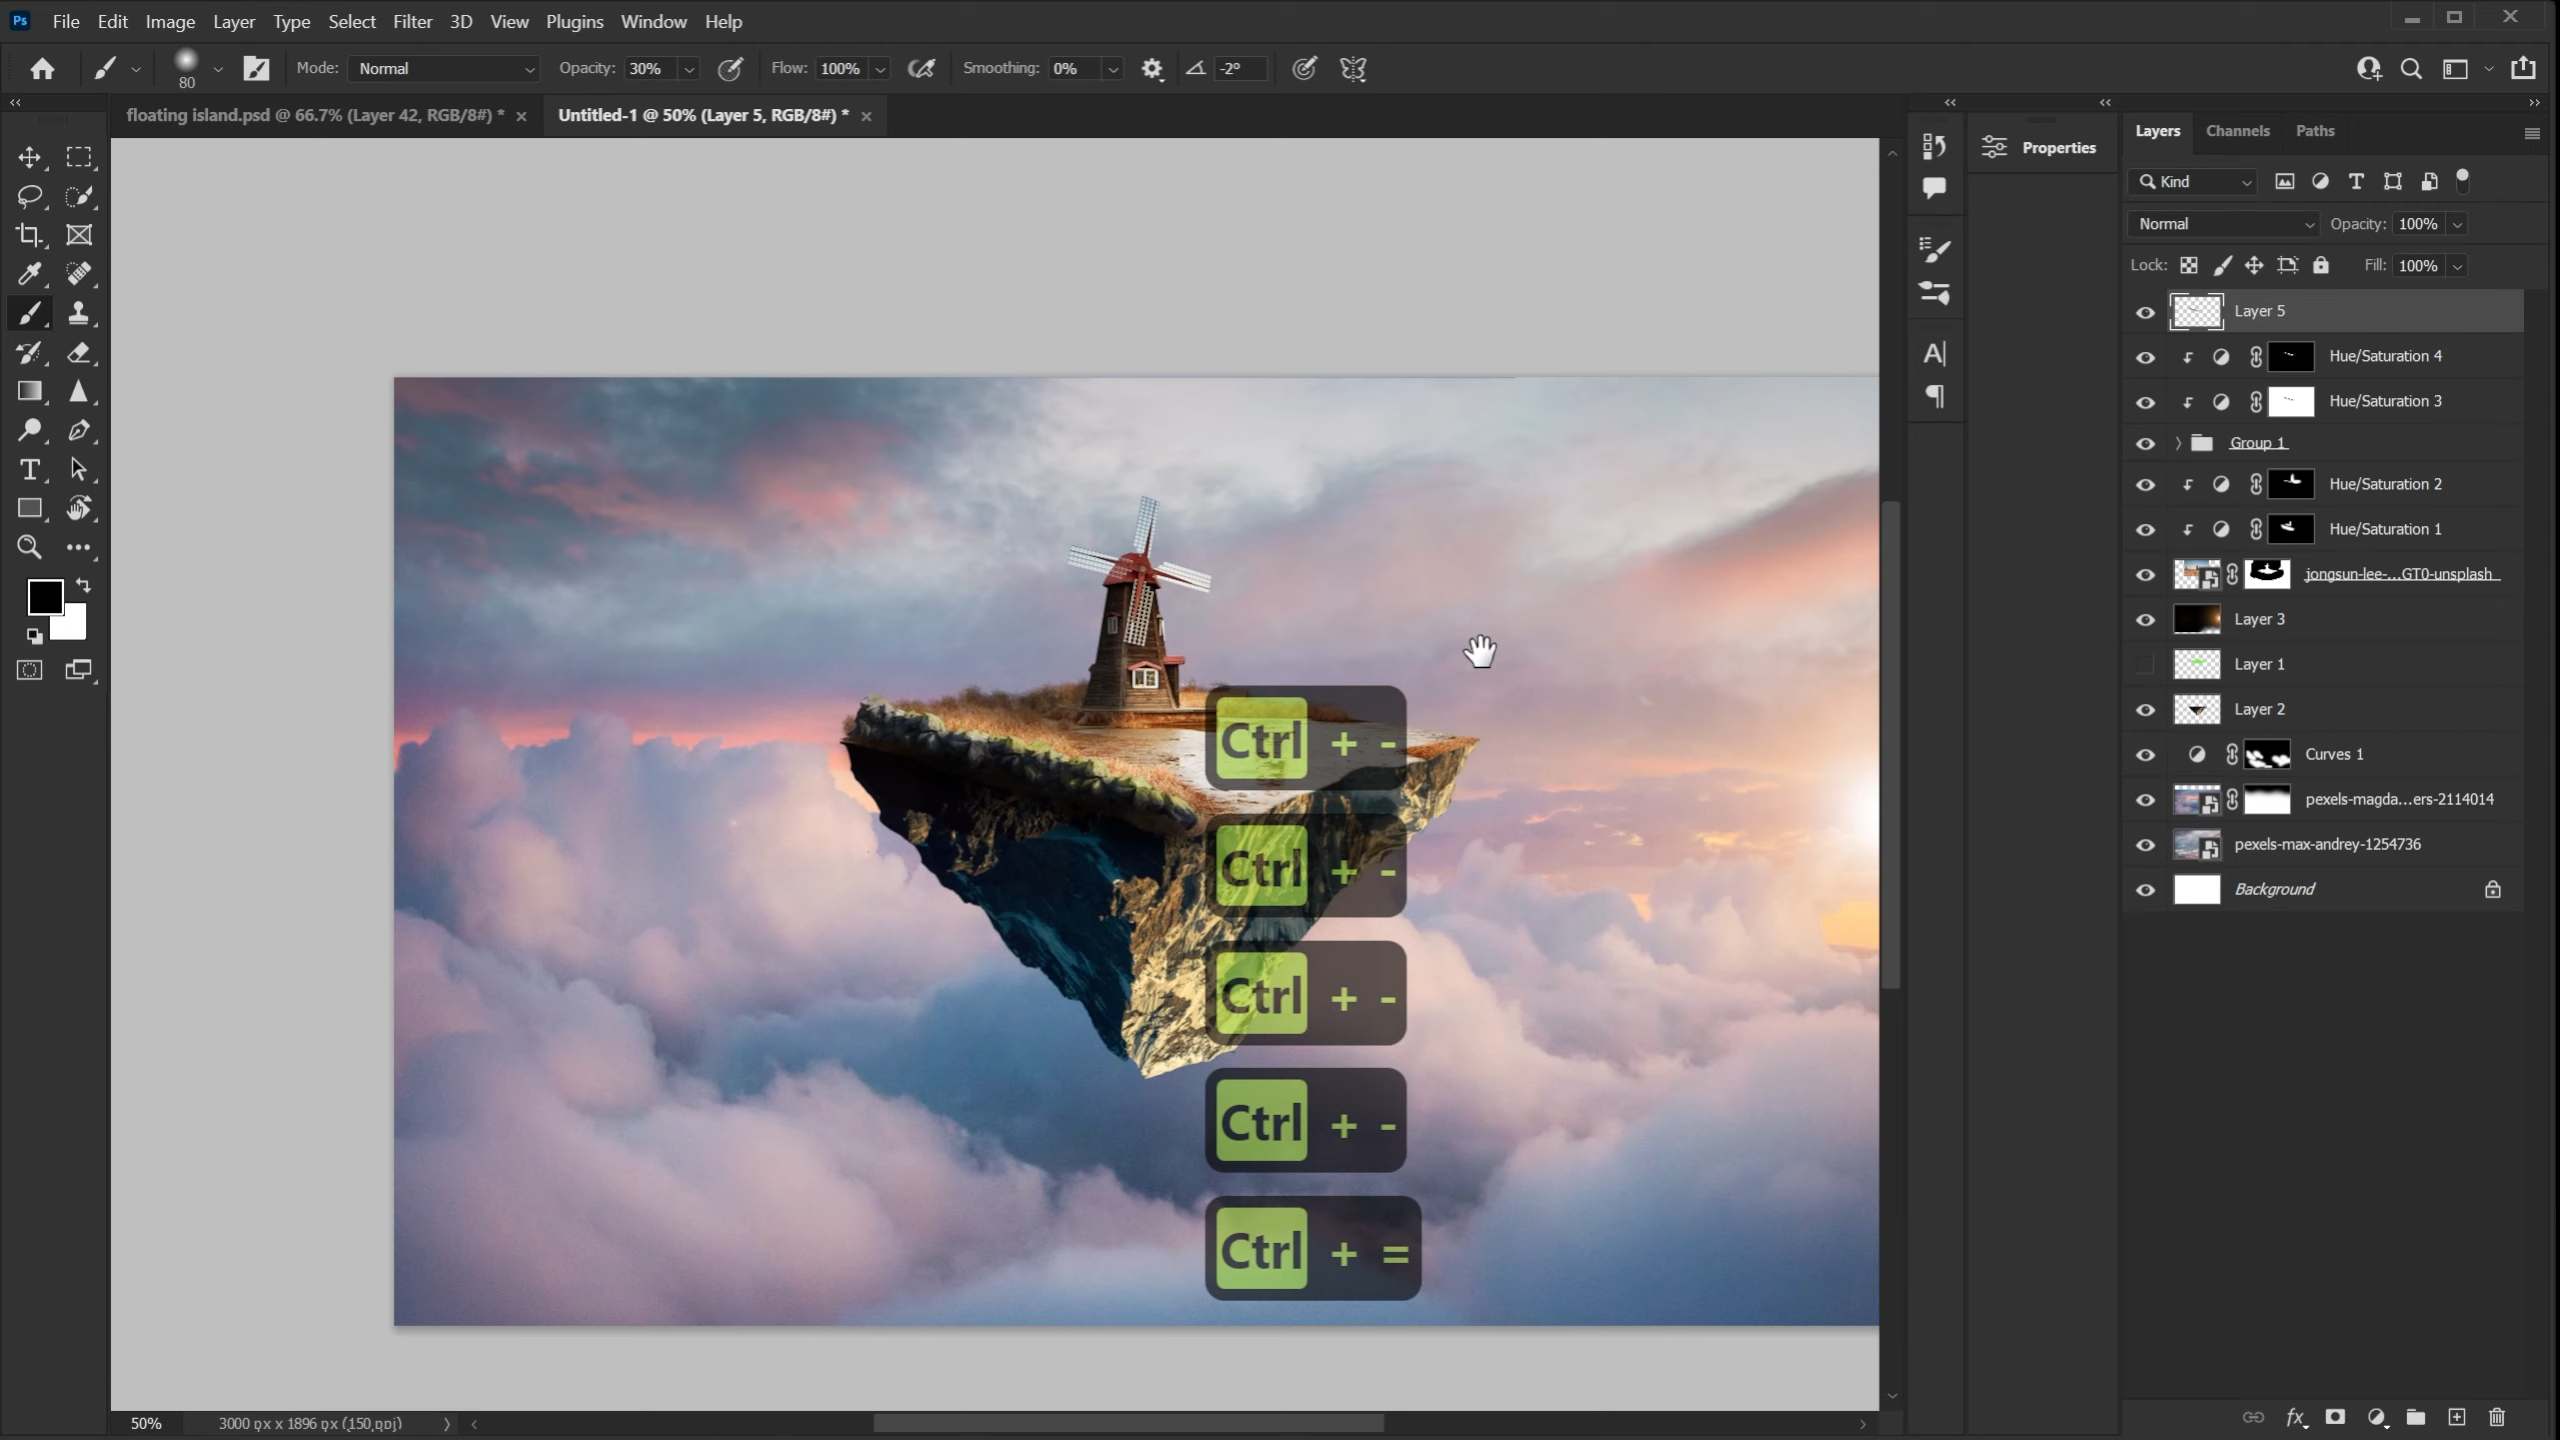 Ps File Edit Image Layer Type Select Filter 3D View Plugins Window Help
80 Mode: Normal Opacity: 30% Flow: 100% Smoothing: 0% -2°
floating island.psd @ 66.7% (Layer 42, RGB/8#) * Untitled-1 @ 50% (Layer 5, RGB/8#) *
Properties
Layers Channels Paths
Kind
Normal Opacity: 100%
Lock: Fill: 100%
Layer 5
Hue/Saturation 4
Hue/Saturation 3
Group 1
Hue/Saturation 2
Hue/Saturation 1
jongsun-lee-...GT0-unsplash
Layer 3
Layer 1
Layer 2
Curves 1
pexels-magda...ers-2114014
pexels-max-andrey-1254736
Background
Ctrl + -
Ctrl + -
Ctrl + -
Ctrl + -
Ctrl + =
50% 3000 px x 1896 px (150 ppi)
fx